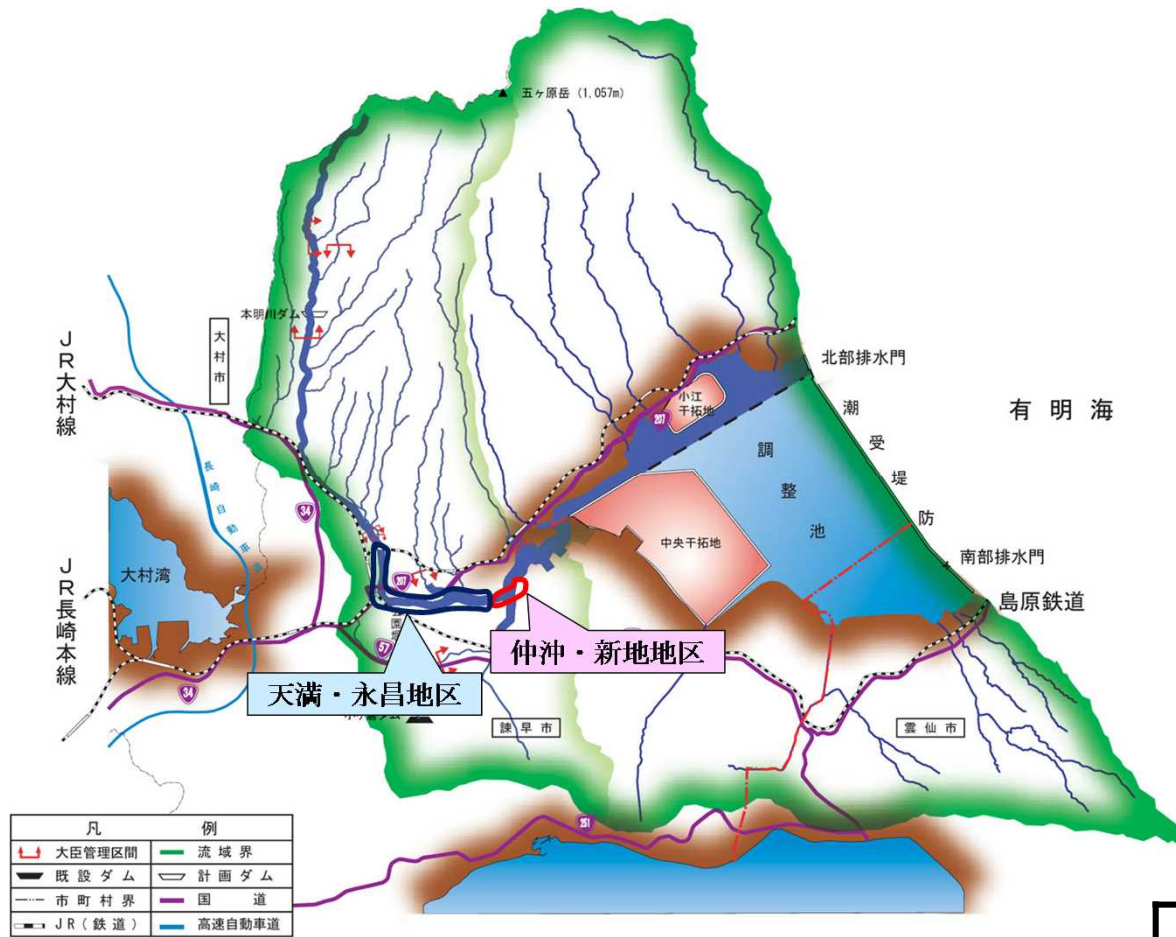 五ヶ原岳 (1,057m)
本明川ダム
大村市
JR大村線
北部排水門
小江
干拓地
207
有明海
潮受堤防
調整池
長崎自動車道
34
中央干拓地
大村湾
南部排水門
島原鉄道
207
JR長崎本線
57
仲沖・新地地区
34
天満・永昌地区
諫早市
雲仙市
251
凡例
大臣管理区間
流域界
既設ダム
計画ダム
市町村界
国道
JR(鉄道)
高速自動車道